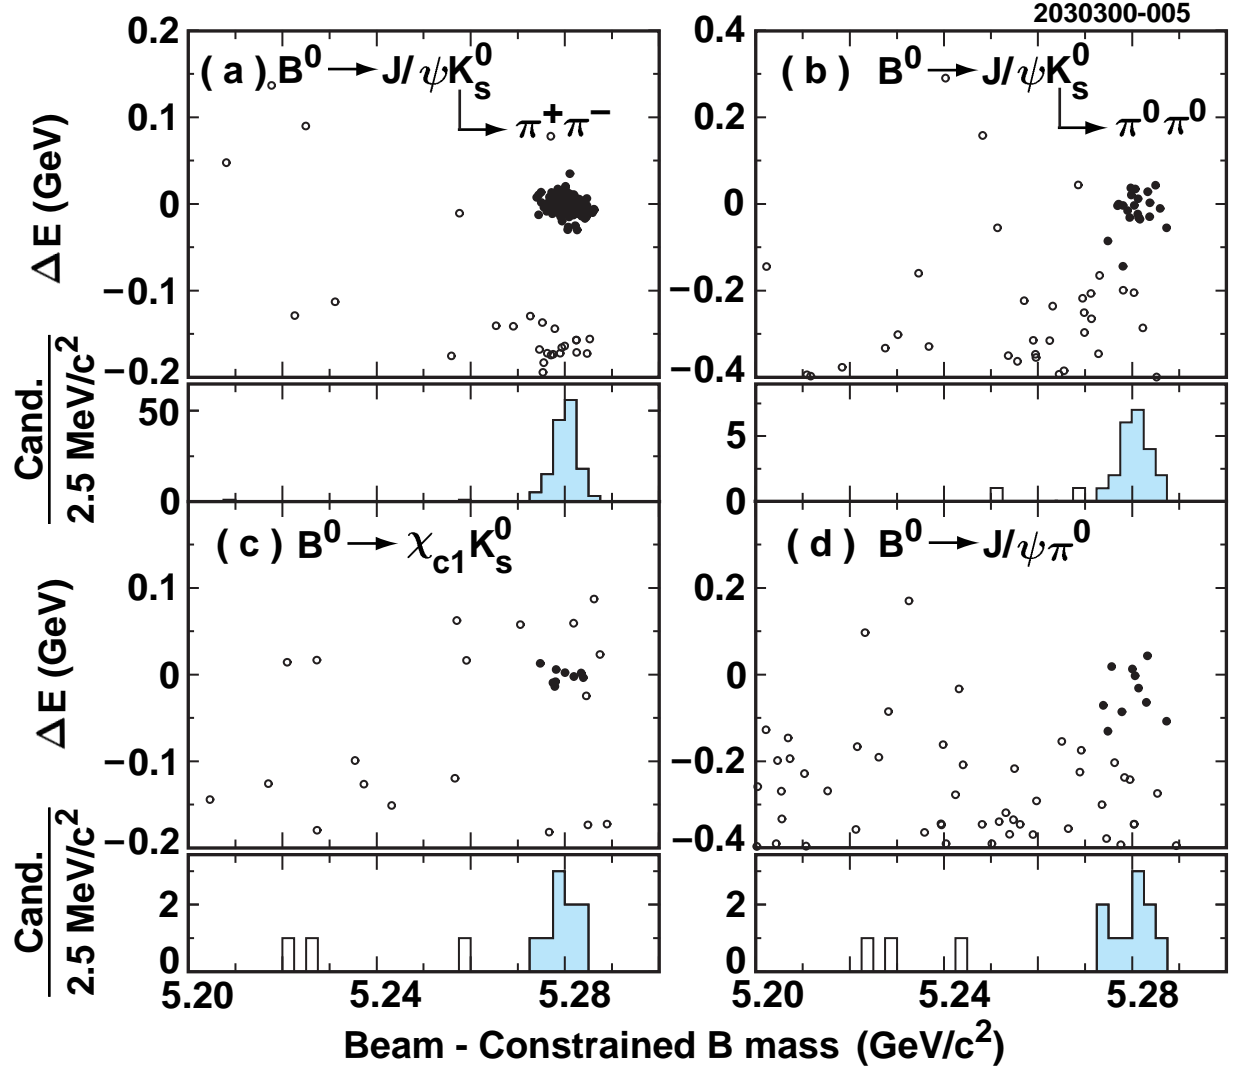 2030300-005
( a ) B⁰ → J/ψK⁰ₛ
π⁺π⁻
( b ) B⁰ → J/ψK⁰ₛ
π⁰π⁰
0.2
0.1
0
−0.1
−0.2
ΔE (GeV)
0.4
0.2
0
−0.2
−0.4
50
0
Cand.
2.5 MeV/c²
5
0
( c ) B⁰ → χc1K⁰ₛ
( d ) B⁰ → J/ψπ⁰
0.1
0
−0.1
−0.2
ΔE (GeV)
0.2
0
−0.2
−0.4
2
0
Cand.
2.5 MeV/c²
2
0
5.20 5.24 5.28
5.20 5.24 5.28
Beam - Constrained B mass (GeV/c²)